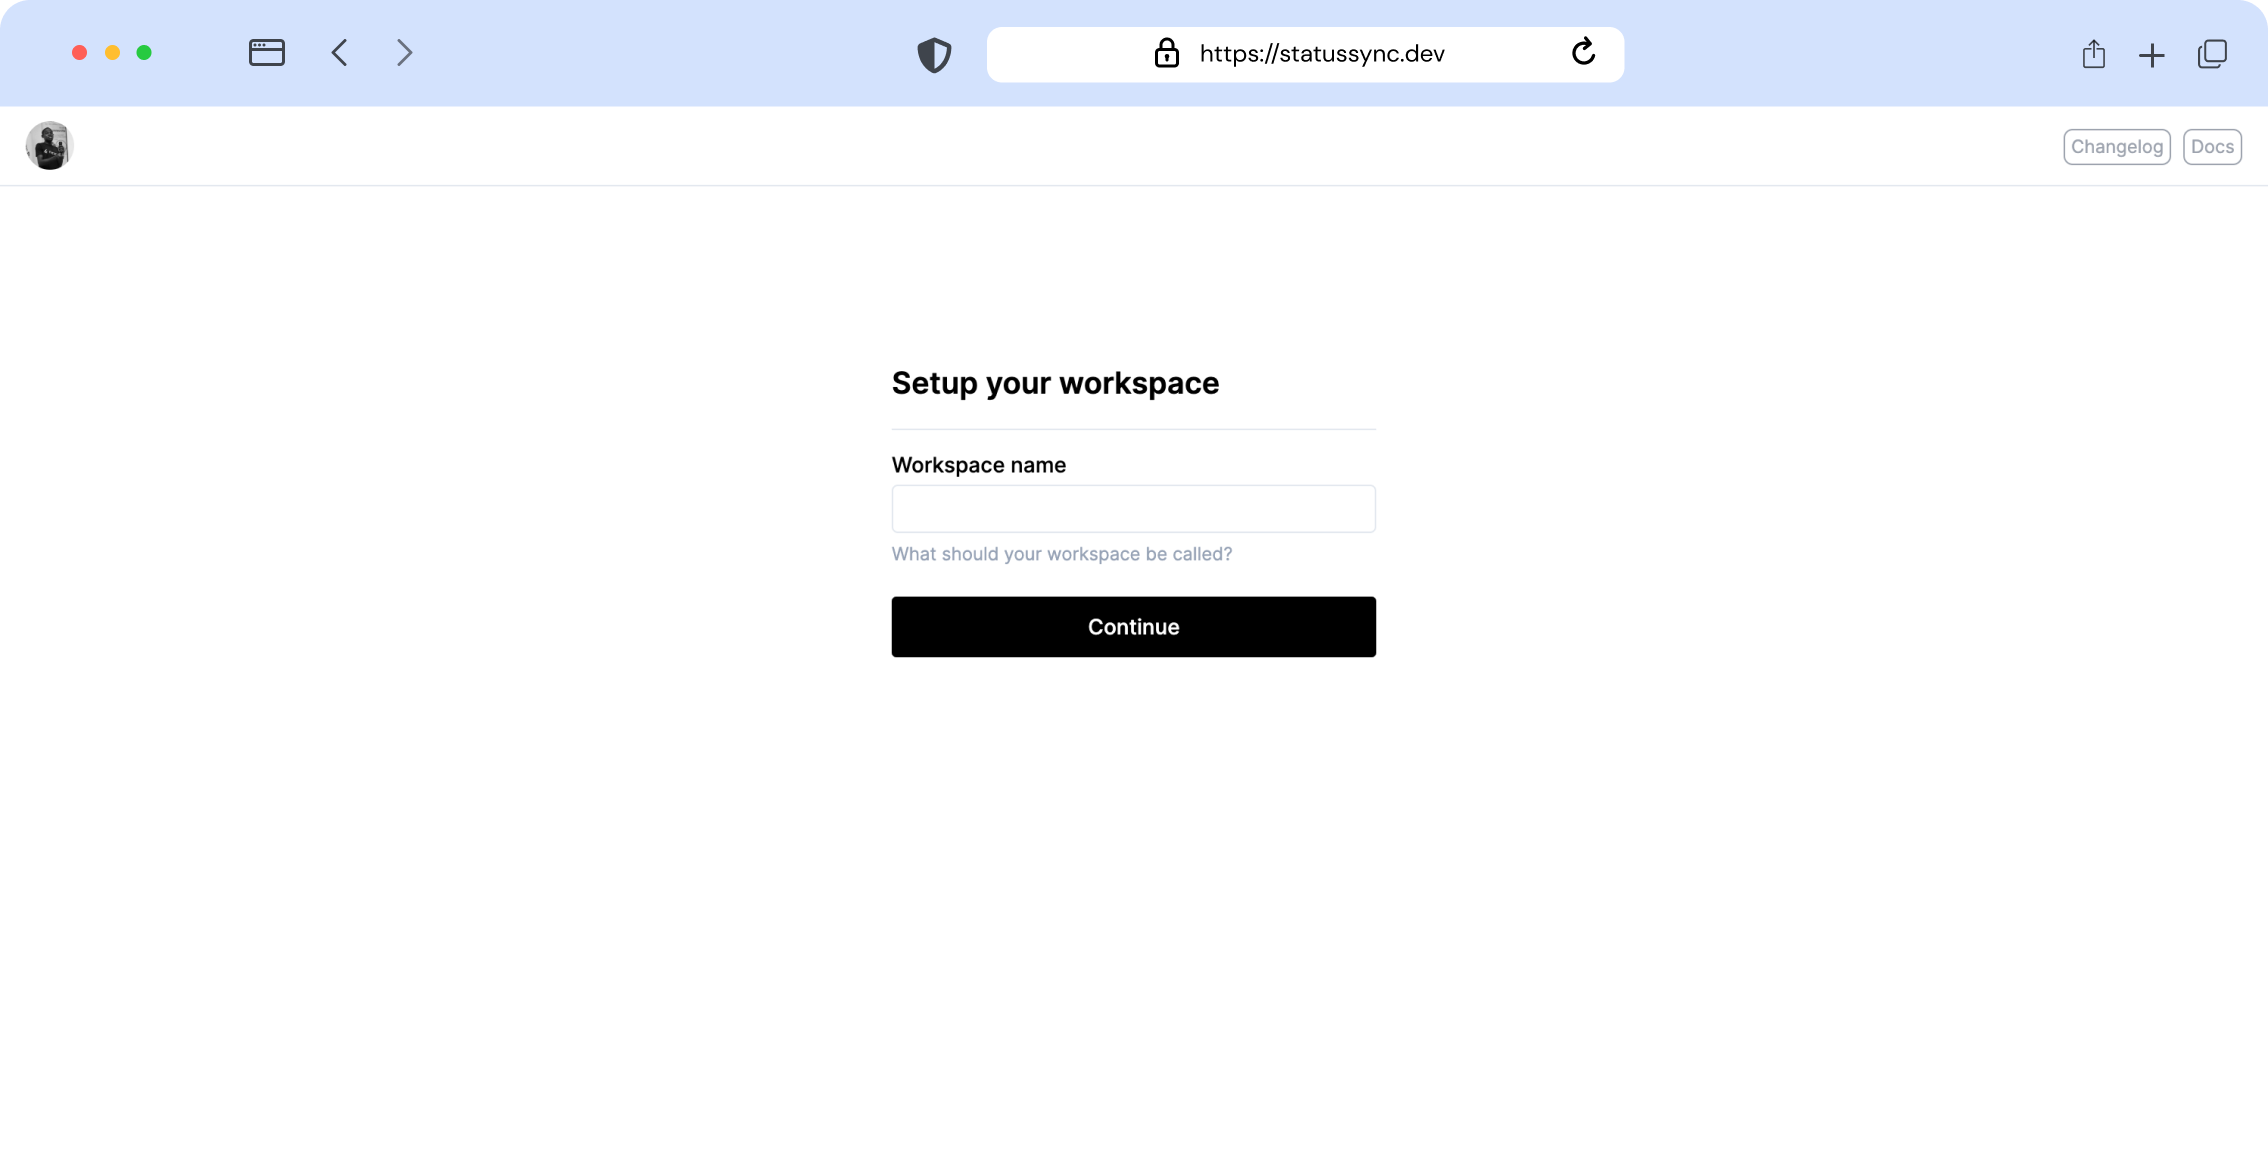 https://statussync.dev
Changelog Docs
Setup your workspace
Workspace name
What should your workspace be called?
Continue